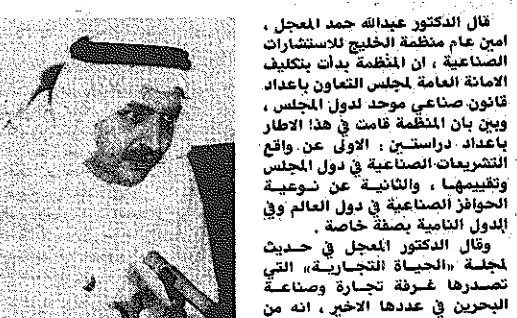 قال الدكتور عبدالله حمد المعجل ،
امين عام منظمة الخليج للاستشارات
الصناعية ، ان المنظمة بدأت بتكليف
الامانة العامة لمجلس التعاون باعداد
قانون صناعي موحد لدول المجلس ،
وبين بان المنظمة قامت في هذا الاطار
باعداد دراستين : الاولى عن واقع
التشريعات الصناعية في دول المجلس
وتقييمها ، والثانية عن نوعية
الحوافز الصناعية في دول العالم وفي
الدول النامية بصفة خاصة .
وقال الدكتور المعجل في حديث
لمجلة «الحياة التجارية» التي
تصدرها غرفة تجارة وصناعة
البحرين في عددها الاخير ، انه من